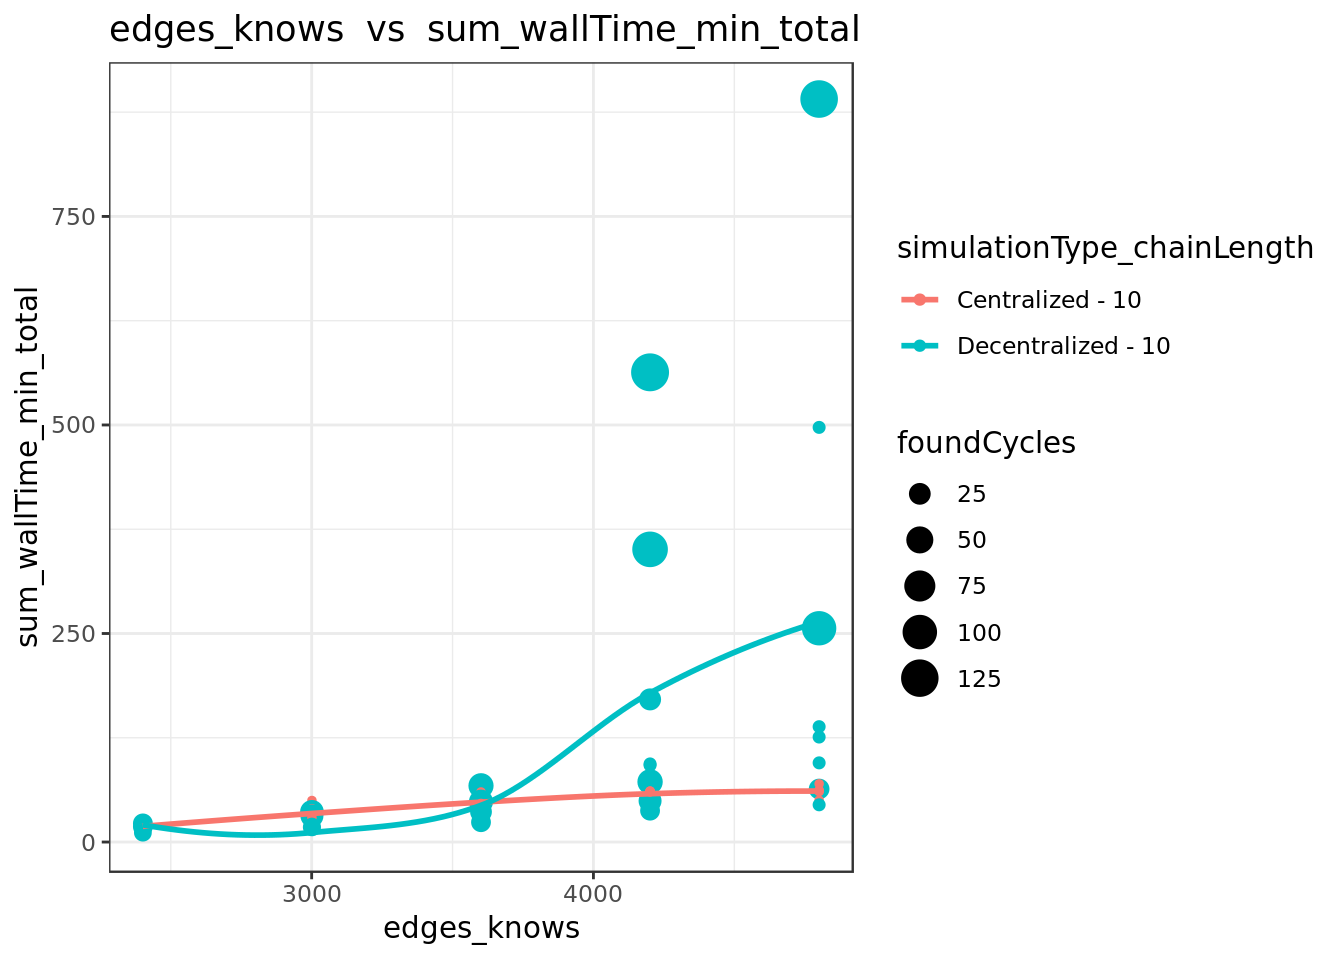 edges_knows  vs  sum_wallTime_min_total
sum_wallTime_min_total
750
500
250
0
3000
4000
edges_knows
simulationType_chainLength
Centralized - 10
Decentralized - 10
foundCycles
25
50
75
100
125